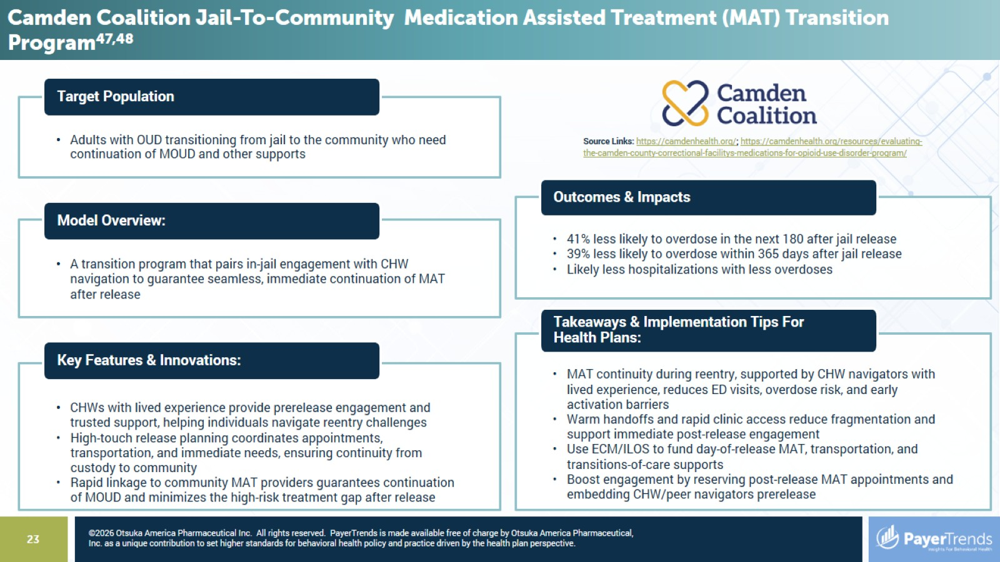 Camden Coalition Jail-To-Community  Medication Assisted Treatment (MAT) Transition
Program47,48
Target Population
• Adults with OUD transitioning from jail to the community who need
continuation of MOUD and other supports
Model Overview:
• A transition program that pairs in-jail engagement with CHW
navigation to guarantee seamless, immediate continuation of MAT
after release
Key Features & Innovations:
• CHWs with lived experience provide prerelease engagement and
trusted support, helping individuals navigate reentry challenges
• High-touch release planning coordinates appointments,
transportation, and immediate needs, ensuring continuity from
custody to community
• Rapid linkage to community MAT providers guarantees continuation
of MOUD and minimizes the high-risk treatment gap after release
Camden
Coalition
Source Links: https://camdenhealth.org/; https://camdenhealth.org/resources/evaluating-
the-camden-county-correctional-facilitys-medications-for-opioid-use-disorder-program/
Outcomes & Impacts
• 41% less likely to overdose in the next 180 after jail release
• 39% less likely to overdose within 365 days after jail release
• Likely less hospitalizations with less overdoses
Takeaways & Implementation Tips For
Health Plans:
• MAT continuity during reentry, supported by CHW navigators with
lived experience, reduces ED visits, overdose risk, and early
activation barriers
• Warm handoffs and rapid clinic access reduce fragmentation and
support immediate post-release engagement
• Use ECM/ILOS to fund day-of-release MAT, transportation, and
transitions-of-care supports
• Boost engagement by reserving post-release MAT appointments and
embedding CHW/peer navigators prerelease
23
©2026 Otsuka America Pharmaceutical Inc.  All rights reserved.  PayerTrends is made available free of charge by Otsuka America Pharmaceutical,
Inc. as a unique contribution to set higher standards for behavioral health policy and practice driven by the health plan perspective.
PayerTrends
Insights For Behavioral Health